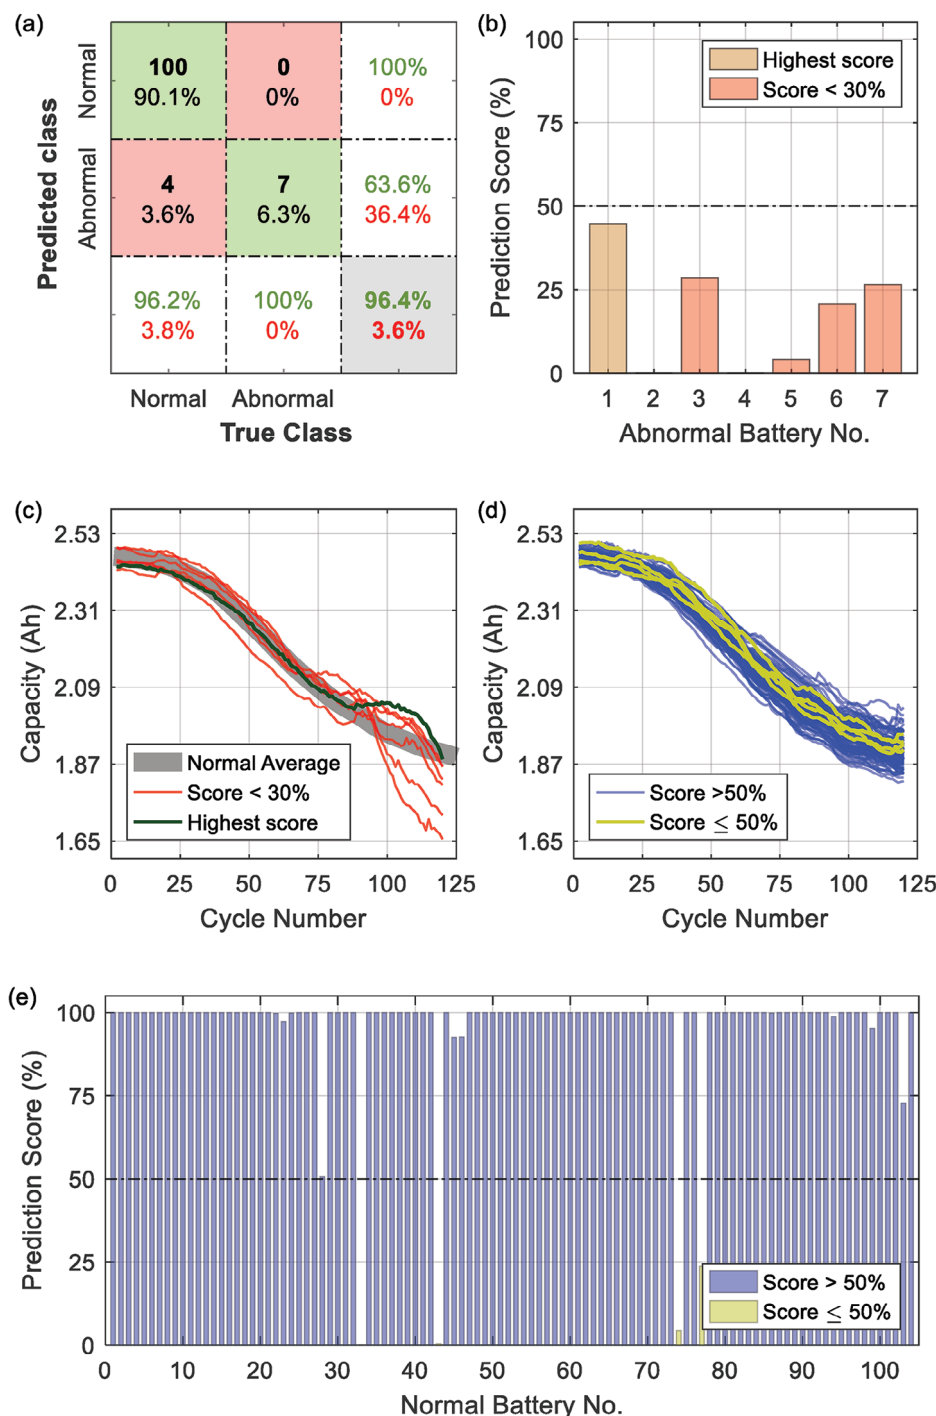 (a)
Predicted class
Normal
Abnormal
100
90.1%
0
0%
100%
0%
4
3.6%
7
6.3%
63.6%
36.4%
96.2%
3.8%
100%
0%
96.4%
3.6%
Normal
Abnormal
True Class
(b)
Prediction Score (%)
100
75
50
25
0
Highest score
Score < 30%
1 2 3 4 5 6 7
Abnormal Battery No.
(c)
Capacity (Ah)
2.53
2.31
2.09
1.87
1.65
Normal Average
Score < 30%
Highest score
0 25 50 75 100 125
Cycle Number
(d)
Capacity (Ah)
2.53
2.31
2.09
1.87
1.65
Score >50%
Score ≤ 50%
0 25 50 75 100 125
Cycle Number
(e)
Prediction Score (%)
100
75
50
25
0
Score > 50%
Score ≤ 50%
0 10 20 30 40 50 60 70 80 90 100
Normal Battery No.